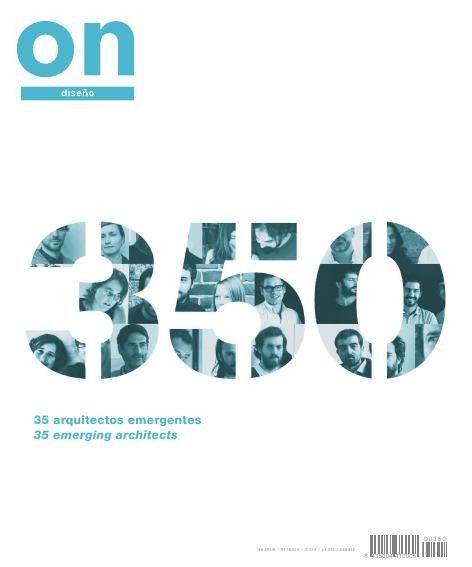 on
diseño
350
35 arquitectos emergentes
35 emerging architects
00350